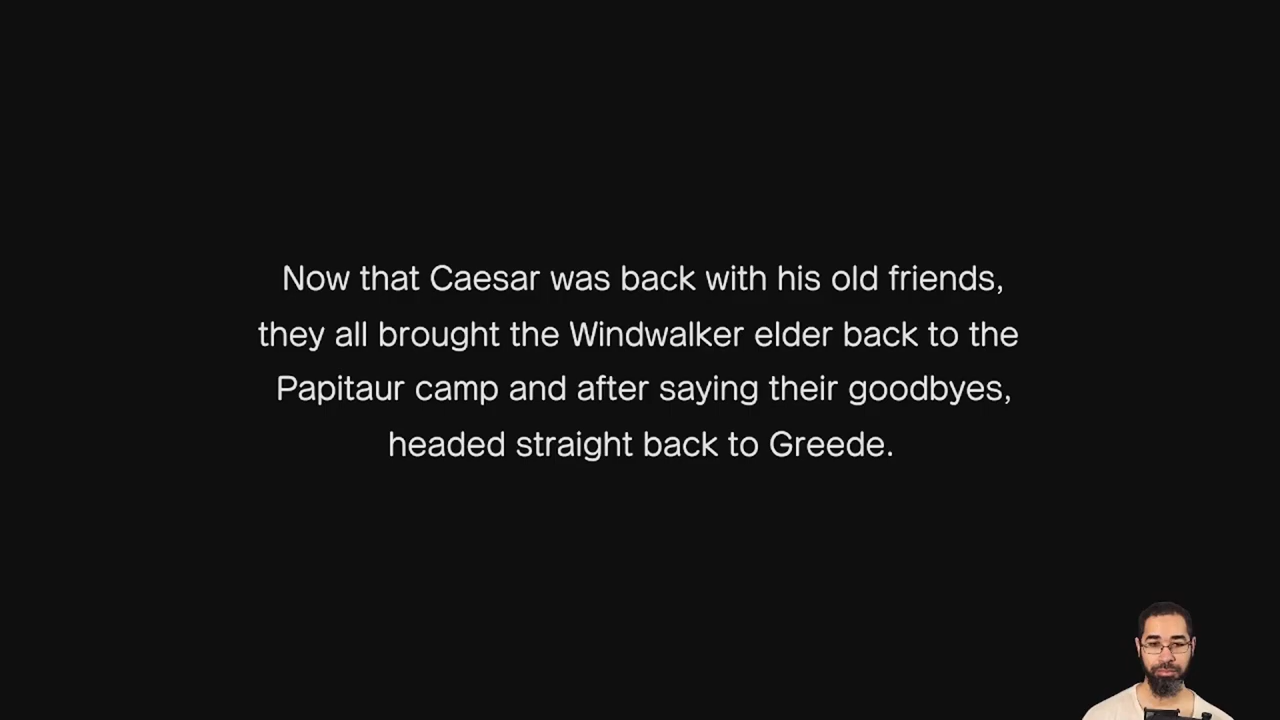 Now that Caesar was back with his old friends,
they all brought the Windwalker elder back to the
Papitaur camp and after saying their goodbyes,
headed straight back to Greede.